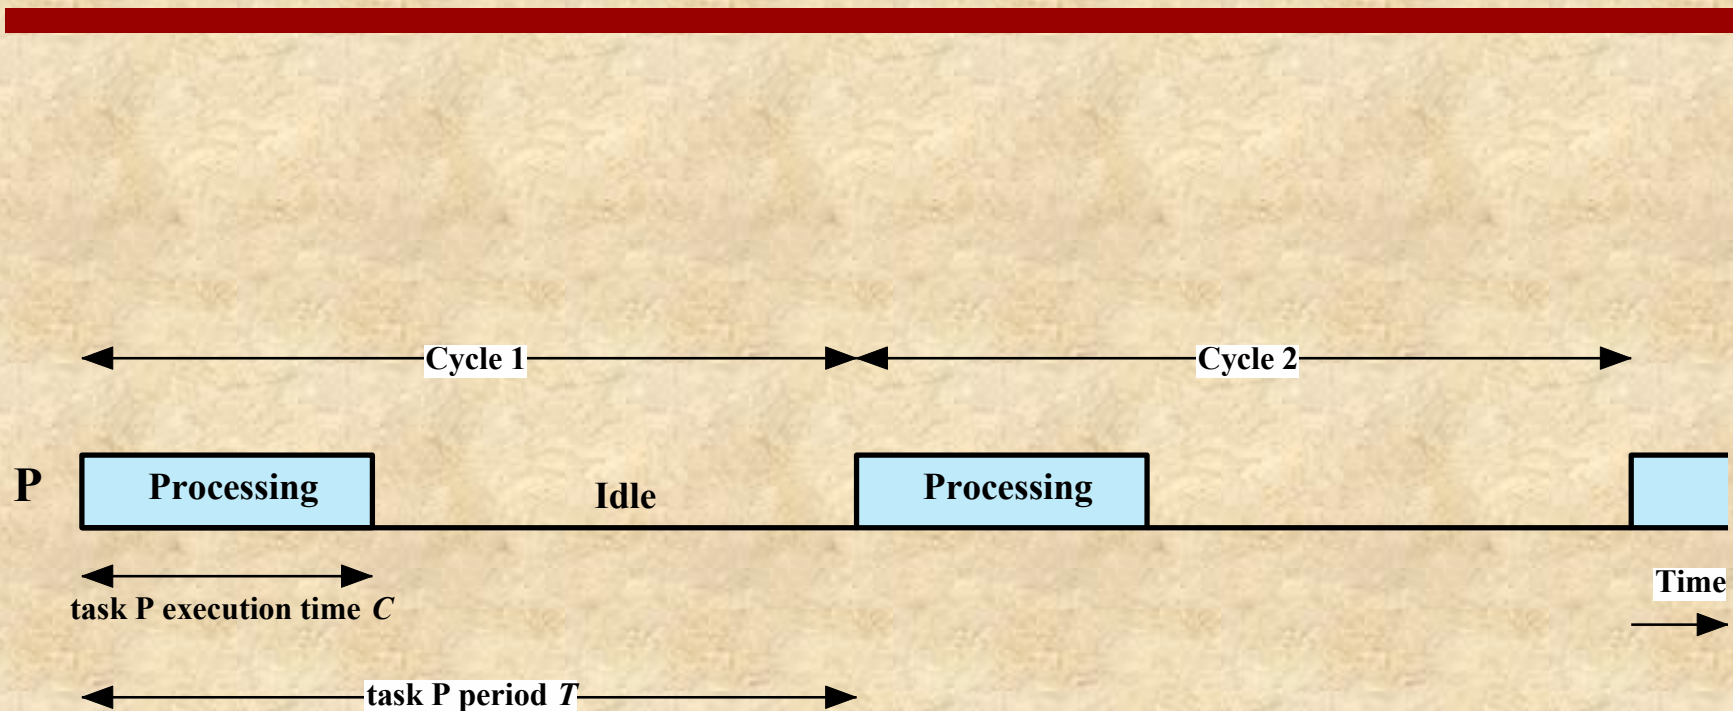 Cycle 1
Cycle 2
P
Processing
Idle
Processing
Time
task P execution time C
task P period T